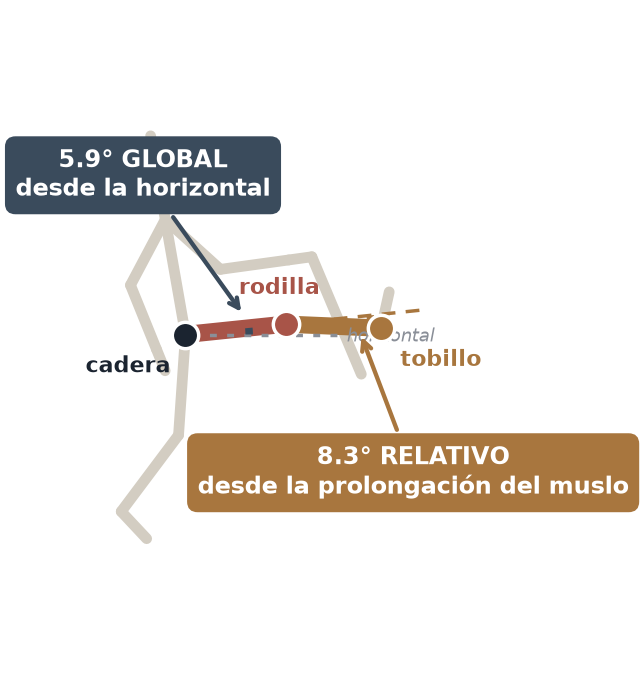 5.9° GLOBAL
desde la horizontal
rodilla
horizontal
cadera
tobillo
8.3° RELATIVO
desde la prolongación del muslo